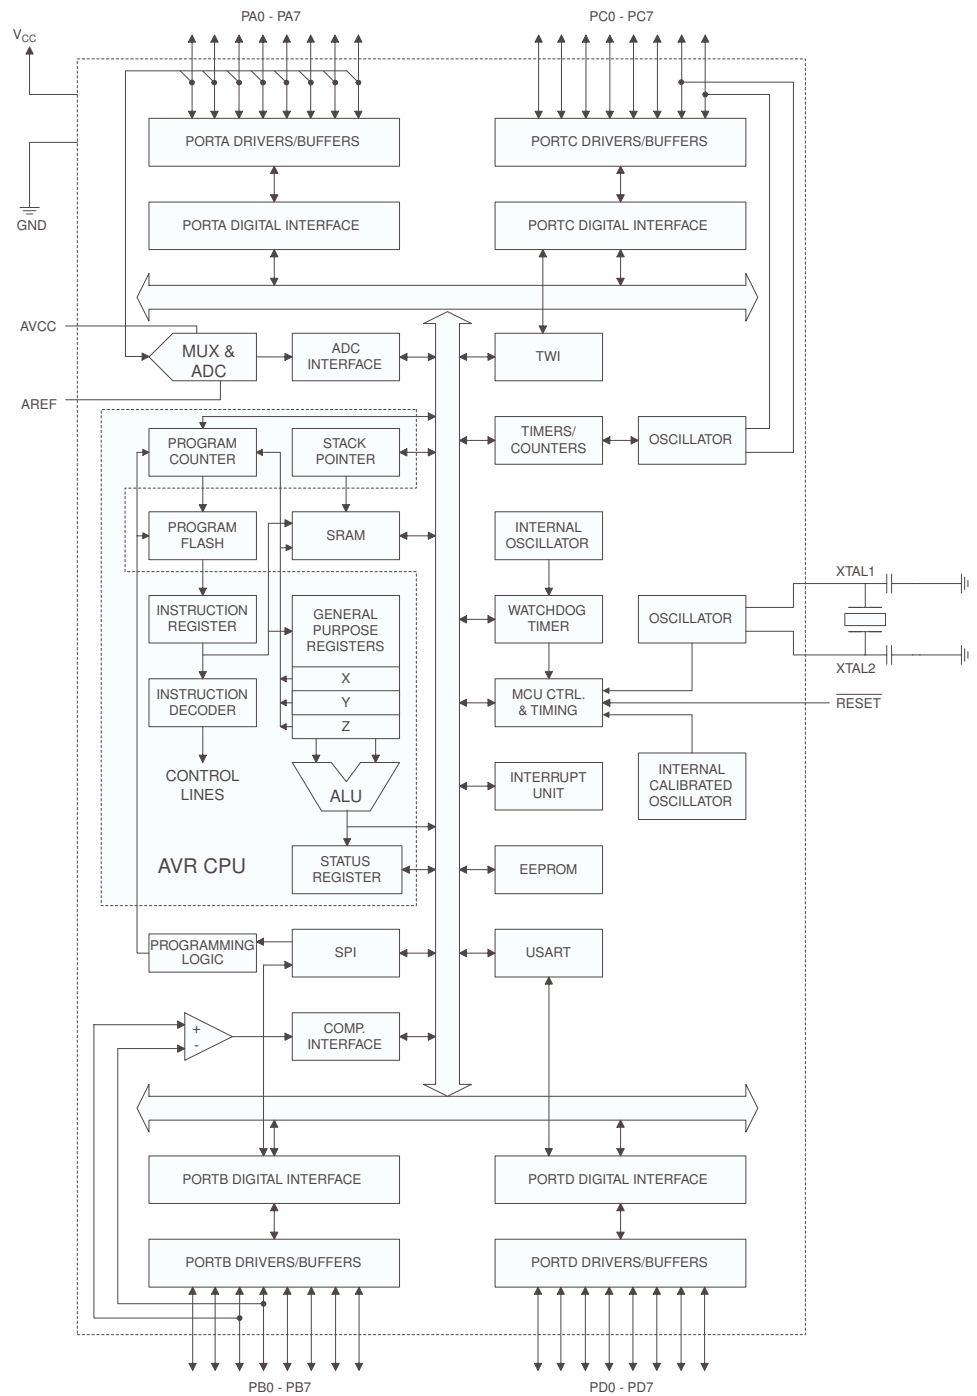 PA0 - PA7
PC0 - PC7
VCC
PORTA DRIVERS/BUFFERS
PORTC DRIVERS/BUFFERS
GND
PORTA DIGITAL INTERFACE
PORTC DIGITAL INTERFACE
AVCC
MUX &
ADC
ADC
INTERFACE
TWI
AREF
PROGRAM
COUNTER
STACK
POINTER
TIMERS/
COUNTERS
OSCILLATOR
PROGRAM
FLASH
SRAM
INTERNAL
OSCILLATOR
XTAL1
INSTRUCTION
REGISTER
GENERAL
PURPOSE
REGISTERS
WATCHDOG
TIMER
OSCILLATOR
XTAL2
X
INSTRUCTION
DECODER
Y
MCU CTRL.
& TIMING
RESET
Z
CONTROL
LINES
ALU
INTERRUPT
UNIT
INTERNAL
CALIBRATED
OSCILLATOR
AVR CPU
STATUS
REGISTER
EEPROM
PROGRAMMING
LOGIC
SPI
USART
+
-
COMP.
INTERFACE
PORTB DIGITAL INTERFACE
PORTD DIGITAL INTERFACE
PORTB DRIVERS/BUFFERS
PORTD DRIVERS/BUFFERS
PB0 - PB7
PD0 - PD7